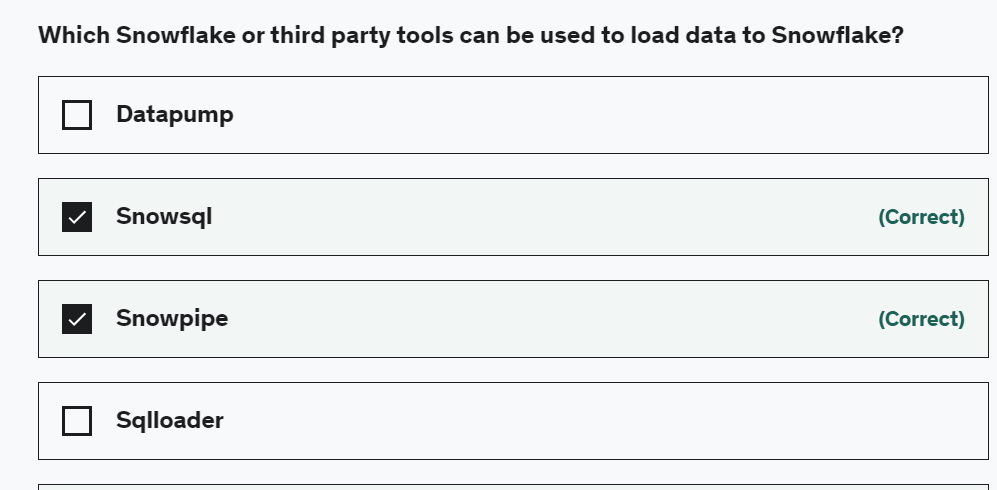 Which Snowflake or third party tools can be used to load data to Snowflake?
Datapump
Snowsql (Correct)
Snowpipe (Correct)
Sqlloader